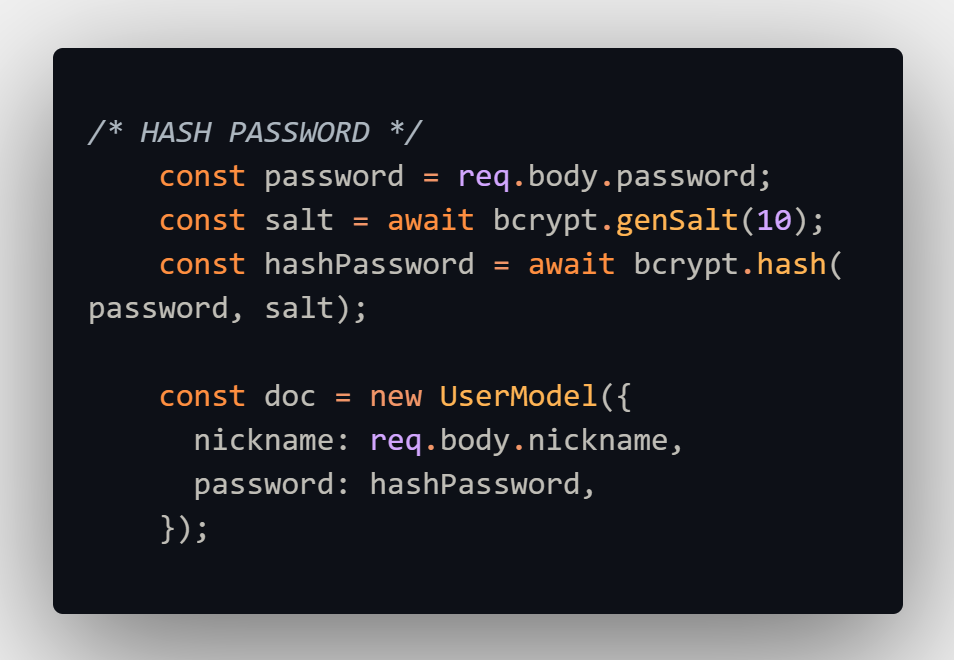 /* HASH PASSWORD */
    const password = req.body.password;
    const salt = await bcrypt.genSalt(10);
    const hashPassword = await bcrypt.hash(
password, salt);

    const doc = new UserModel({
      nickname: req.body.nickname,
      password: hashPassword,
    });